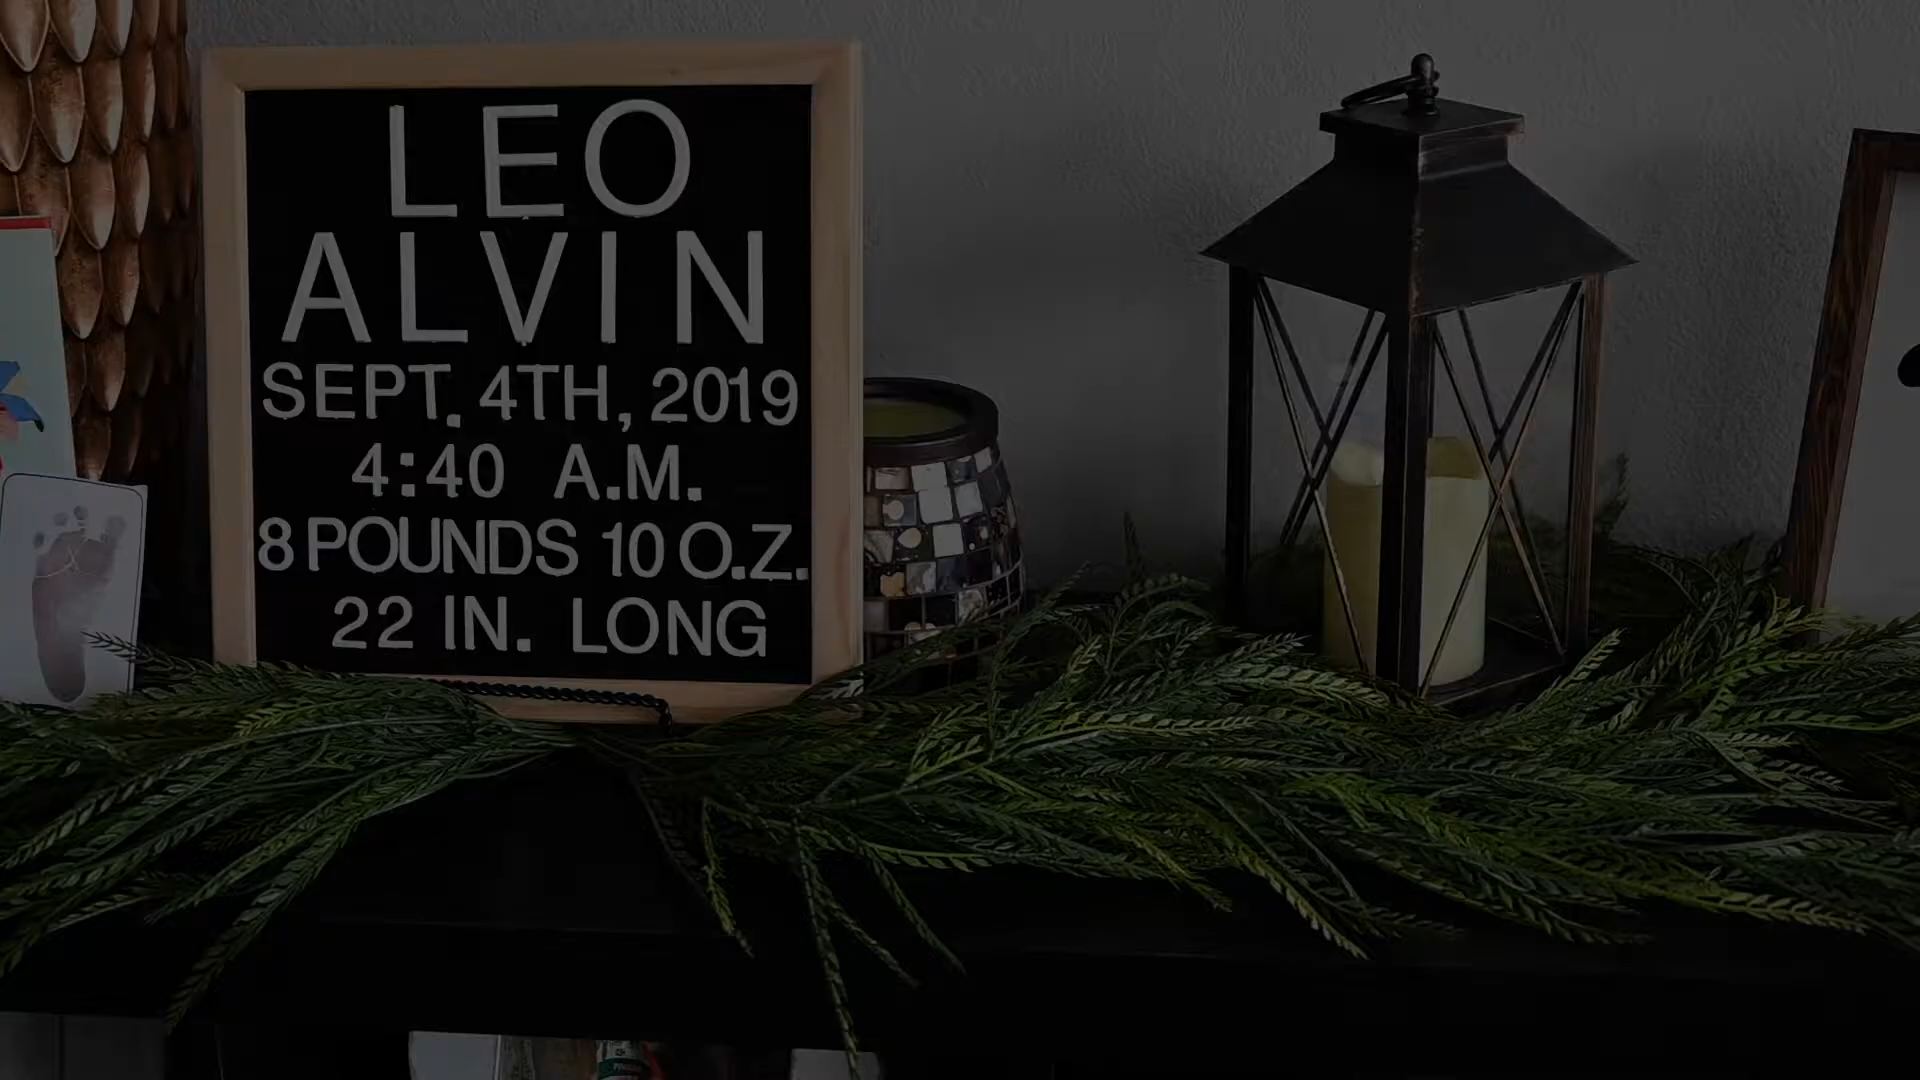 LEO
ALVIN
SEPT. 4TH, 2019
4:40 A.M.
8 POUNDS 10 O.Z.
22 IN. LONG